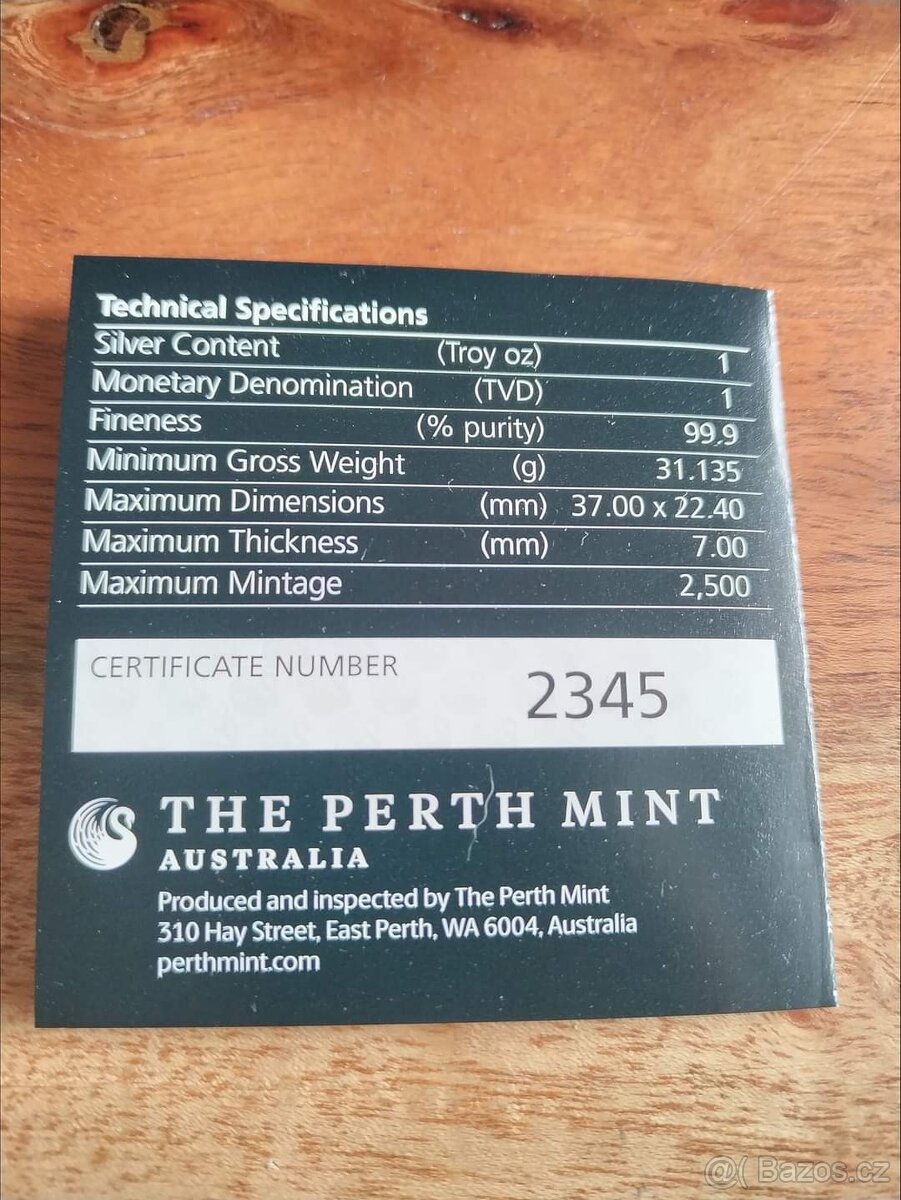 Technical Specifications
Silver Content (Troy oz) 1
Monetary Denomination (TVD) 1
Fineness (% purity) 99.9
Minimum Gross Weight (g) 31.135
Maximum Dimensions (mm) 37.00 x 22.40
Maximum Thickness (mm) 7.00
Maximum Mintage 2,500
CERTIFICATE NUMBER 2345
THE PERTH MINT
AUSTRALIA
Produced and inspected by The Perth Mint
310 Hay Street, East Perth, WA 6004, Australia
perthmint.com
@( Bazos.cz